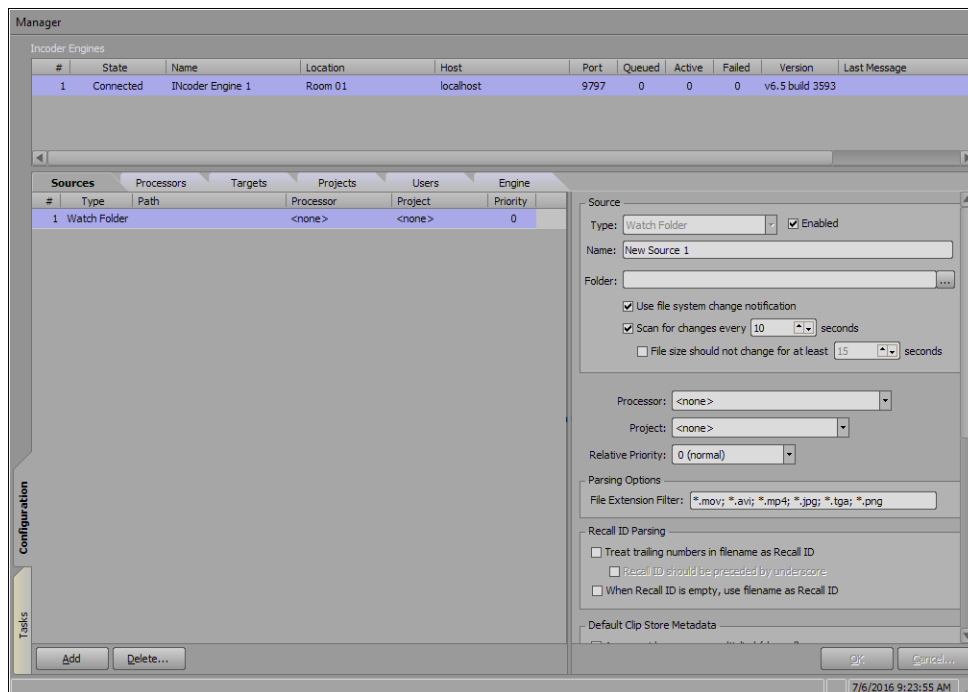 Manager
Incoder Engines
# State Name Location Host Port Queued Active Failed Version Last Message
1 Connected INcoder Engine 1 Room 01 localhost 9797 0 0 0 v6.5 build 3593
Sources Processors Targets Projects Users Engine
# Type Path Processor Project Priority
1 Watch Folder <none> <none> 0
Source
Type: Watch Folder Enabled
Name: New Source 1
Folder: ...
Use file system change notification
Scan for changes every 10 seconds
File size should not change for at least 15 seconds
Processor: <none>
Project: <none>
Relative Priority: 0 (normal)
Parsing Options
File Extension Filter: *.mov; *.avi; *.mp4; *.jpg; *.tga; *.png
Recall ID Parsing
Treat trailing numbers in filename as Recall ID
Recall ID should be preceded by underscore
When Recall ID is empty, use filename as Recall ID
Default Clip Store Metadata
Configuration
Tasks
Add Delete... OK Cancel...
7/6/2016 9:23:55 AM